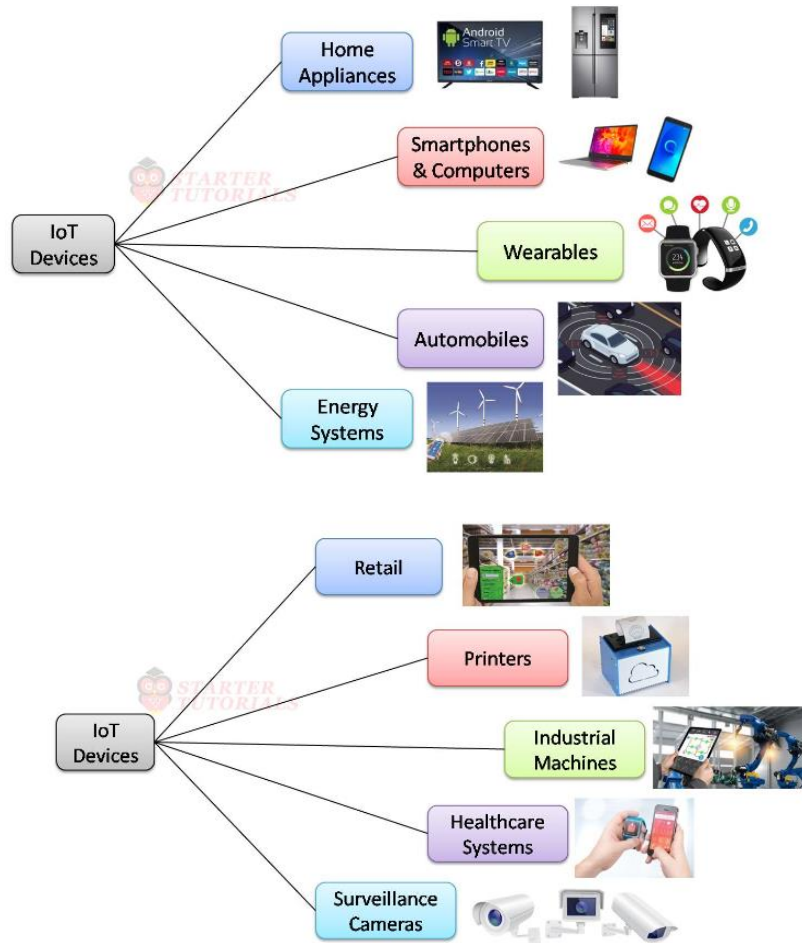 Home
Appliances
Android
Smart TV
Smartphones
& Computers
STARTER
TUTORIALS
IoT
Devices
Wearables
234
Automobiles
Energy
Systems
Retail
Printers
STARTER
TUTORIALS
IoT
Devices
Industrial
Machines
Healthcare
Systems
Surveillance
Cameras